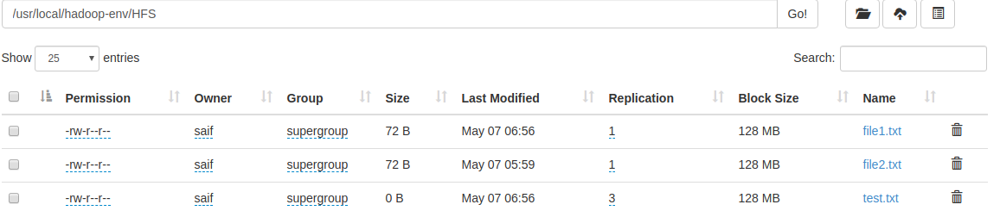 /usr/local/hadoop-env/HFS Go!
Show 25 entries Search:
Permission Owner Group Size Last Modified Replication Block Size Name
-rw-r--r-- saif supergroup 72 B May 07 06:56 1 128 MB file1.txt
-rw-r--r-- saif supergroup 72 B May 07 05:59 1 128 MB file2.txt
-rw-r--r-- saif supergroup 0 B May 07 06:56 3 128 MB test.txt